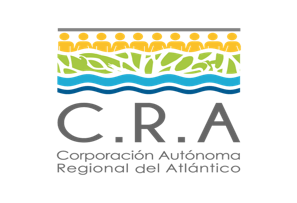 C.R.A
Corporación Autónoma
Regional del Atlántico